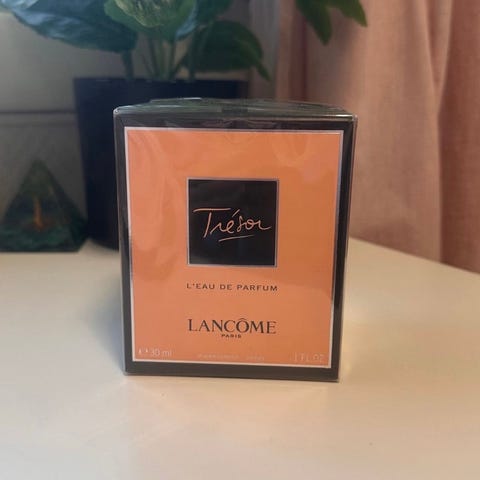 Trésor
L'EAU DE PARFUM
LANCÔME
PARIS
℮ 30 ml
1 FL.OZ